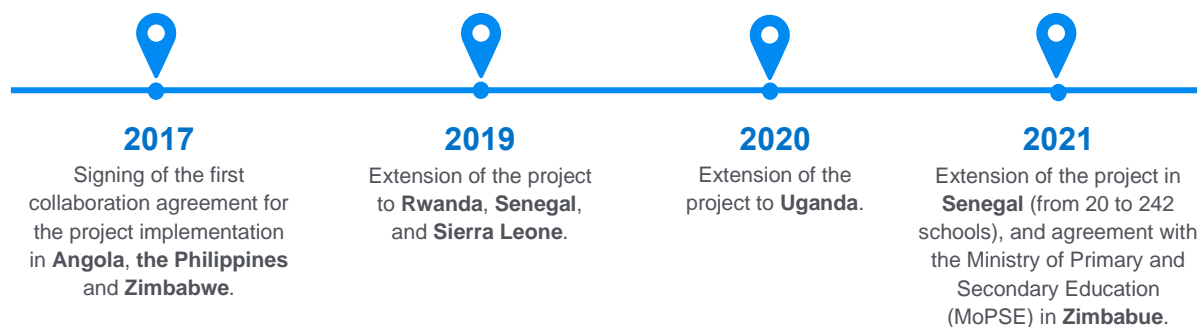 2017
Signing of the first
collaboration agreement for
the project implementation
in Angola, the Philippines
and Zimbabwe.
2019
Extension of the project
to Rwanda, Senegal,
and Sierra Leone.
2020
Extension of the
project to Uganda.
2021
Extension of the project in
Senegal (from 20 to 242
schools), and agreement with
the Ministry of Primary and
Secondary Education
(MoPSE) in Zimbabue.